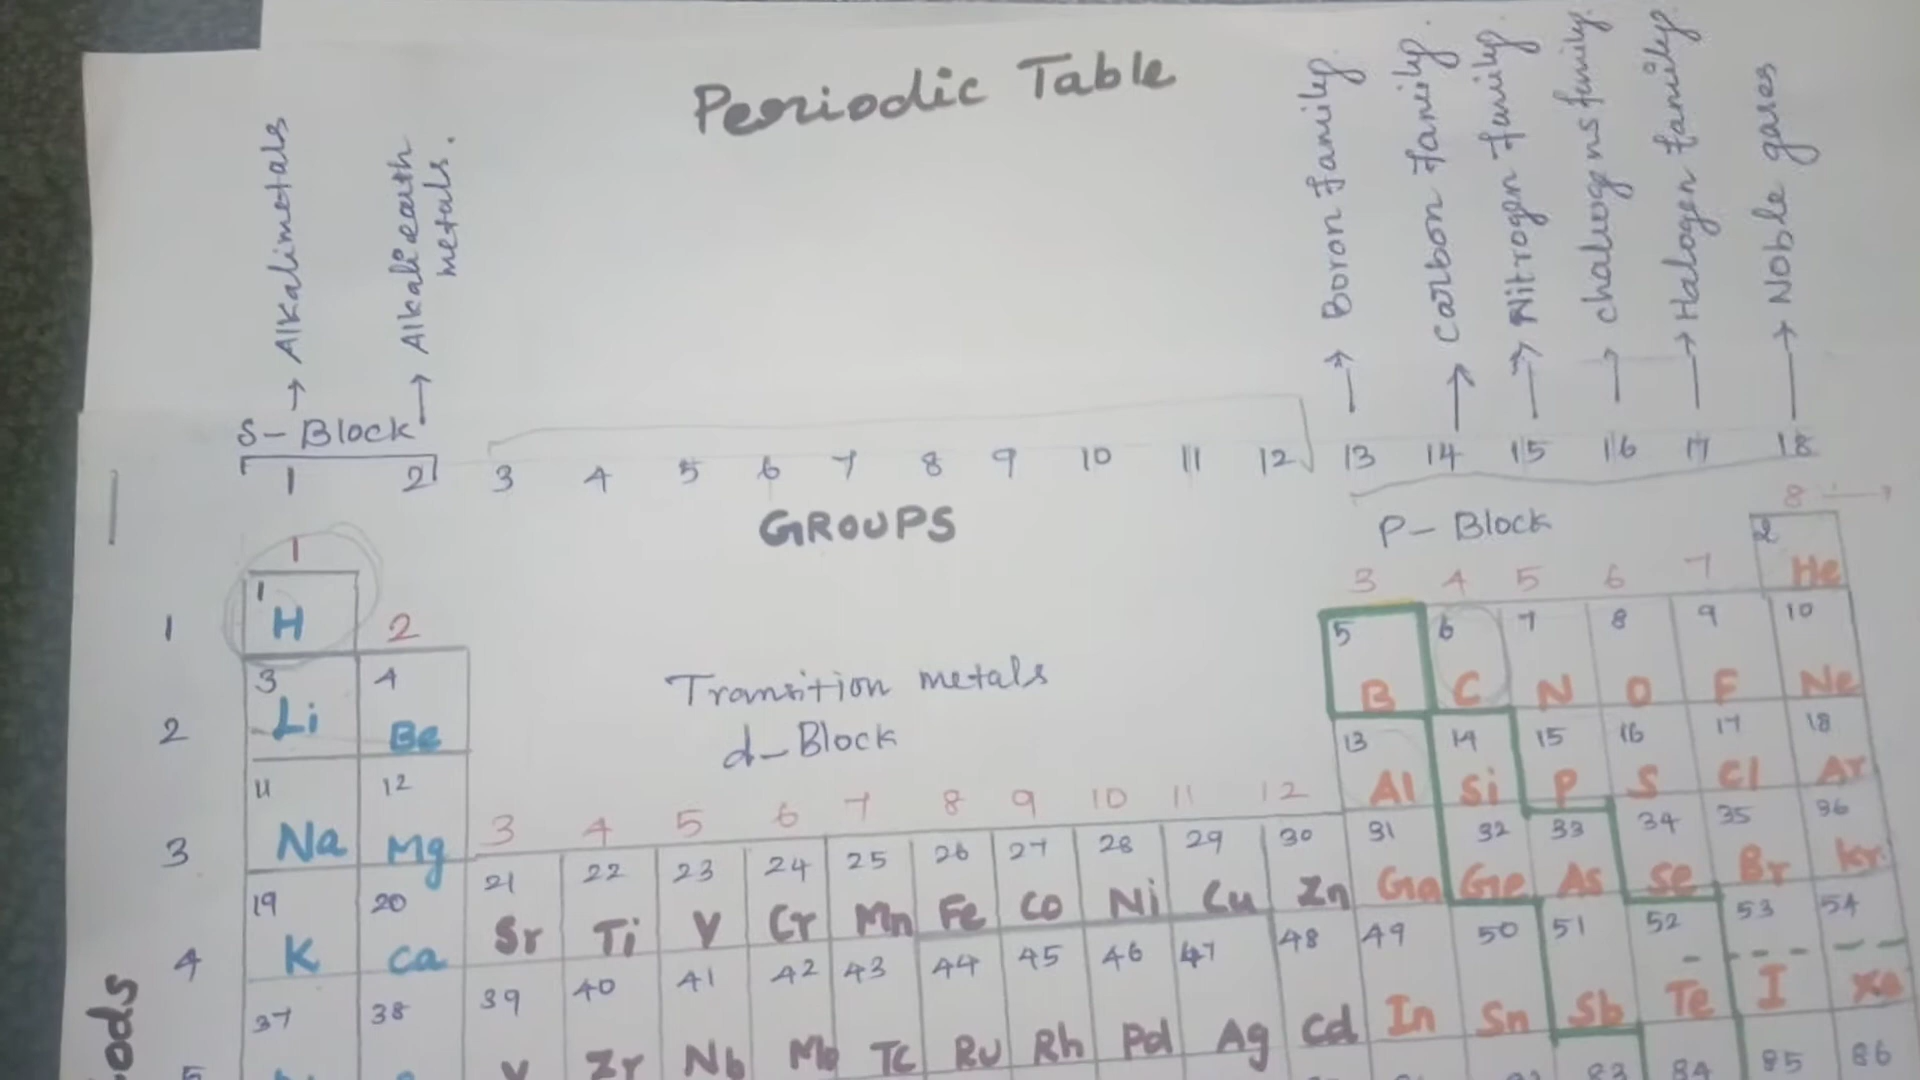 Periodic Table
→ Alkalimetals
→ Alkali earth metals.
→ Boron Family
→ Carbon Family.
→ Nitrogen Family
→ Halogen Family
→ Noble gases
S- Block
1 2 3 4 5 6 7 8 9 10 11 12 13 14 15 16 17 18
GROUPS
P- Block
8
1
2 He
3 4 5 6 7
1
1 H
2
5 B 6 C 7 N 8 O 9 F 10 Ne
2
3 Li 4 Be
Transition metals
d- Block
13 Al 14 Si 15 P 16 S 17 Cl 18 Ar
3
11 Na 12 Mg
3 4 5 6 7 8 9 10 11 12
4
19 K 20 Ca 21 Sr 22 Ti 23 V 24 Cr 25 Mn 26 Fe 27 Co 28 Ni 29 Cu 30 Zn 31 Ga 32 Ge 33 As 34 Se 35 Br 36 Kr
5
37 38 39 Y 40 Zr 41 Nb 42 Mo 43 Tc 44 Ru 45 Rh 46 Pd 47 Ag 48 Cd 49 In 50 Sn 51 Sb 52 Te 53 I 54 Xe
83 84 85 86